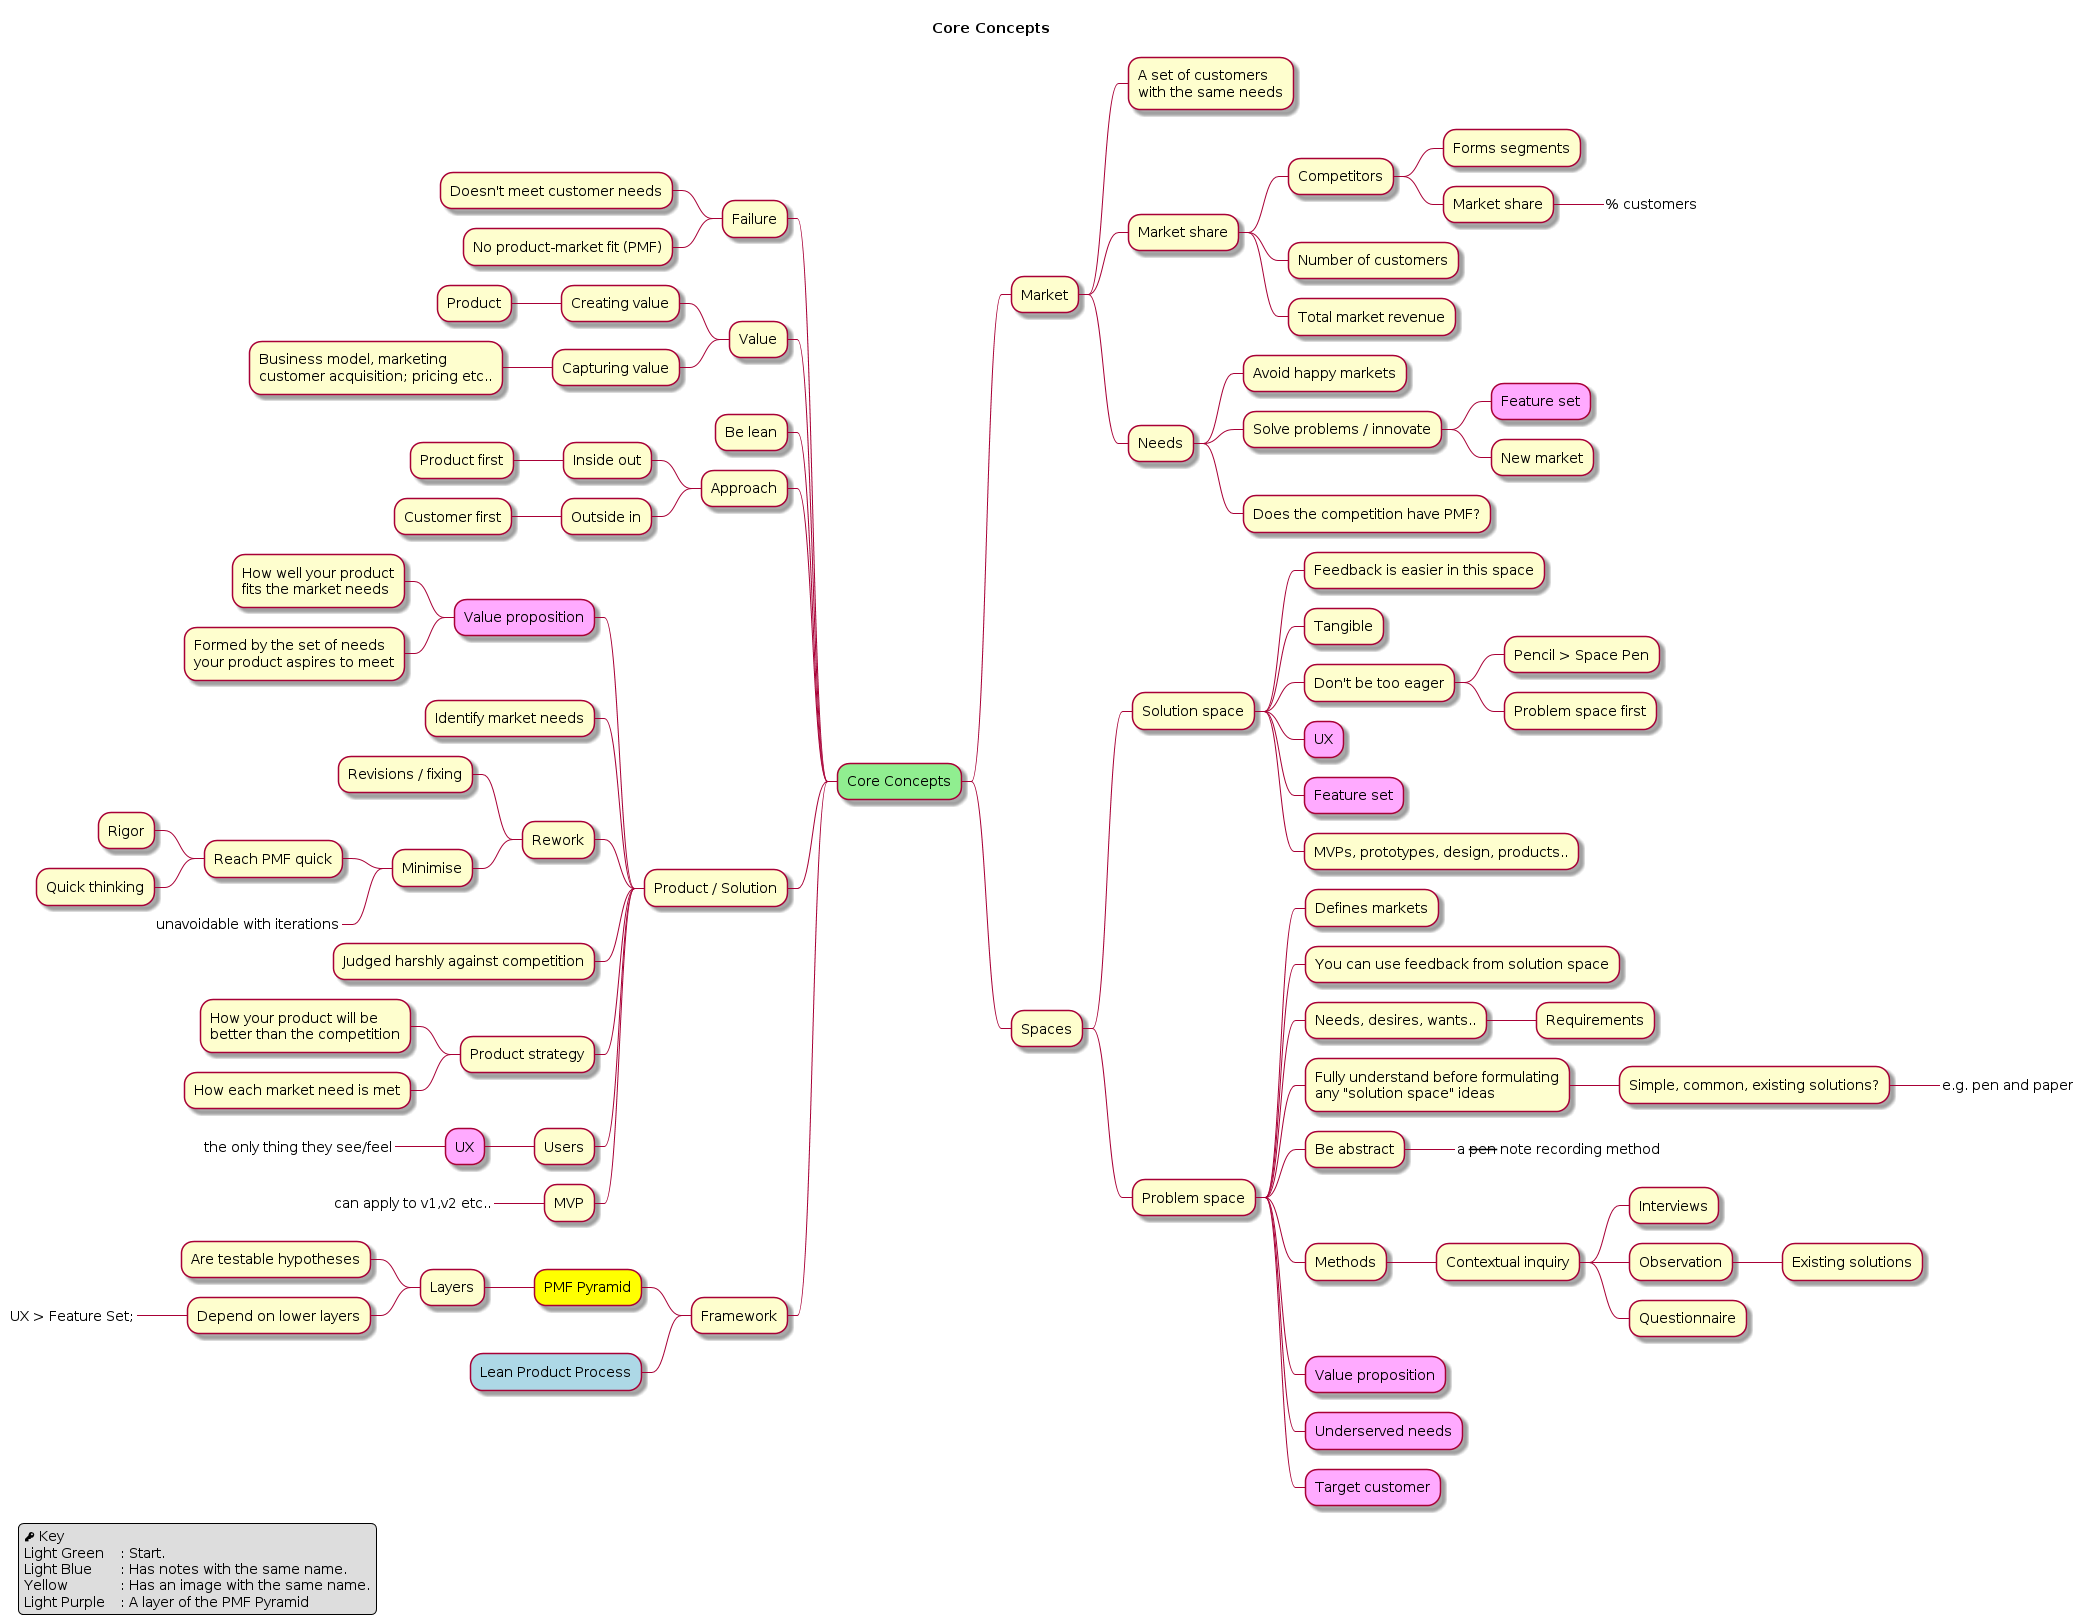 Core Concepts
A set of customers
with the same needs
Forms segments
Competitors
Market share
% customers
Market share
Number of customers
Total market revenue
Market
Avoid happy markets
Feature set
Solve problems / innovate
New market
Needs
Does the competition have PMF?
Doesn't meet customer needs
Failure
No product-market fit (PMF)
Product
Creating value
Value
Business model, marketing
customer acquisition; pricing etc..
Capturing value
Be lean
Product first
Inside out
Approach
Customer first
Outside in
How well your product
fits the market needs
Value proposition
Formed by the set of needs
your product aspires to meet
Identify market needs
Revisions / fixing
Rework
Rigor
Reach PMF quick
Minimise
Quick thinking
unavoidable with iterations
Product / Solution
Judged harshly against competition
How your product will be
better than the competition
Product strategy
How each market need is met
the only thing they see/feel
UX
Users
can apply to v1,v2 etc..
MVP
Are testable hypotheses
Layers
PMF Pyramid
UX > Feature Set;
Depend on lower layers
Framework
Lean Product Process
Core Concepts
Feedback is easier in this space
Tangible
Pencil > Space Pen
Don't be too eager
Problem space first
Solution space
UX
Feature set
MVPs, prototypes, design, products..
Spaces
Defines markets
You can use feedback from solution space
Needs, desires, wants..
Requirements
Fully understand before formulating
any "solution space" ideas
Simple, common, existing solutions?
e.g. pen and paper
Be abstract
a pen note recording method
Problem space
Interviews
Methods
Contextual inquiry
Observation
Existing solutions
Questionnaire
Value proposition
Underserved needs
Target customer
Key
Light Green : Start.
Light Blue : Has notes with the same name.
Yellow : Has an image with the same name.
Light Purple : A layer of the PMF Pyramid